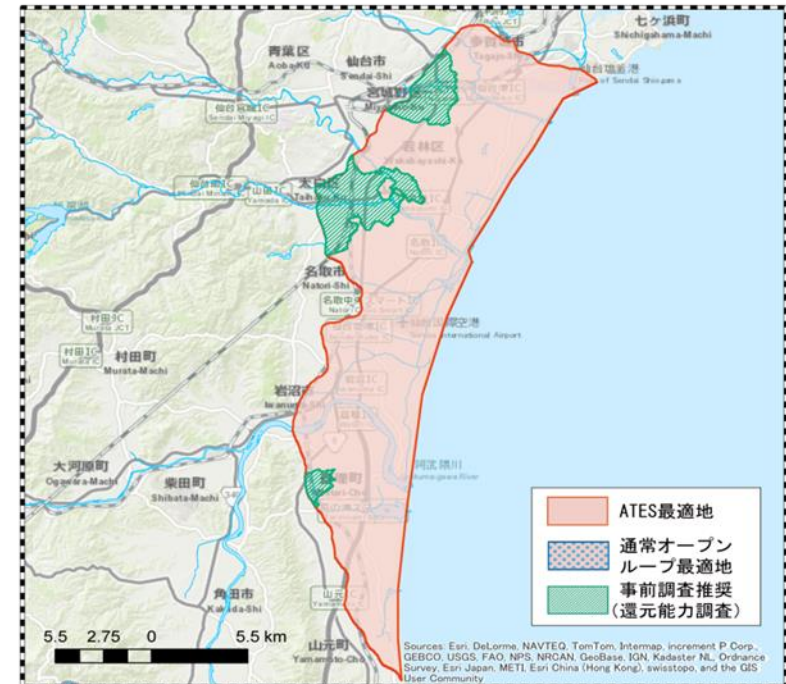 七ヶ浜町
Shichigahama-Machi
青葉区
Aoba-Ku
仙台市
Sendai-Shi
多賀城市
仙台塩釜港
of Sendai Shiogama
宮城野区
仙台宮城IC
Sendai Miyagi IC
若林区
Wakabayashi-Ku
太白区
Taihaku-Ku
山田IC
Yamada IC
名取市
Natori-Shi
名取中央スマートIC
仙台国際空港
Sendai International Airport
村田JCT
Murata JCT
村田IC
Murata IC
村田町
Murata-Machi
岩沼市
Iwanuma-Shi
大河原町
Ogawara-Machi
柴田町
Shibata-Machi
349
6
阿武隈川
Abukumagawa River
亘理町
Watari-Cho
角田市
Kakuda-Shi
山元IC
山元町
Yamamoto-Cho
ATES最適地
通常オープン
ループ最適地
事前調査推奨
(還元能力調査)
5.5 2.75 0 5.5 km
Sources: Esri, DeLorme, NAVTEQ, TomTom, Intermap, increment P Corp.,
GEBCO, USGS, FAO, NPS, NRCAN, GeoBase, IGN, Kadaster NL, Ordnance
Survey, Esri Japan, METI, Esri China (Hong Kong), swisstopo, and the GIS
User Community